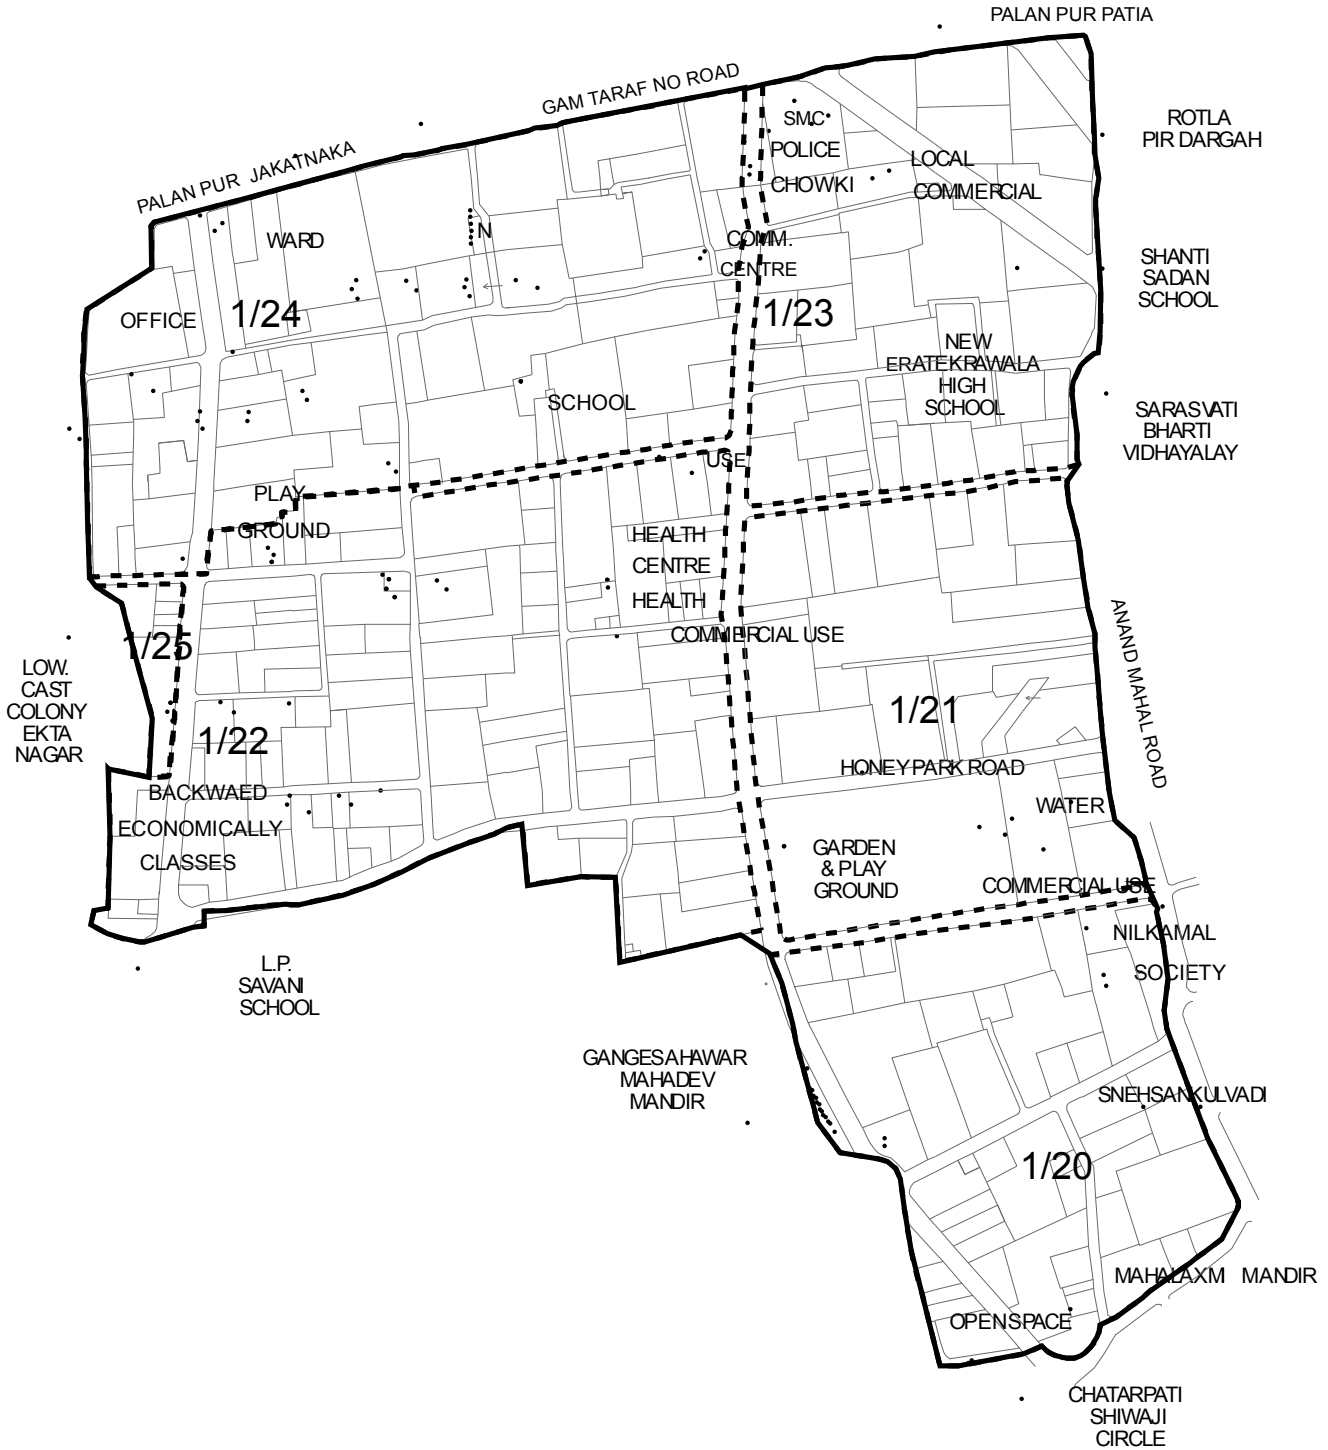 PALAN PUR PATIA
GAM TARAF NO ROAD
PALAN PUR JAKATNAKA
ROTLA
PIR DARGAH
SMC
POLICE
CHOWKI
LOCAL
COMMERCIAL
WARD
N
COMM.
CENTRE
SHANTI
SADAN
SCHOOL
OFFICE
1/24
1/23
NEW
ERATEKRAWALA
HIGH
SCHOOL
SCHOOL
SARASVATI
BHARTI
VIDHAYALAY
USE
PLAY
GROUND
HEALTH
CENTRE
HEALTH
COMMERCIAL USE
1/25
LOW.
CAST
COLONY
EKTA
NAGAR
ANAND MAHAL ROAD
1/22
1/21
HONEY PARK ROAD
BACKWAED
ECONOMICALLY
CLASSES
WATER
GARDEN
& PLAY
GROUND
COMMERCIAL USE
NILKAMAL
SOCIETY
L.P.
SAVANI
SCHOOL
GANGESAHAWAR
MAHADEV
MANDIR
SNEHSANKULVADI
1/20
MAHALAXMI MANDIR
OPENSPACE
CHATARPATI
SHIWAJI
CIRCLE